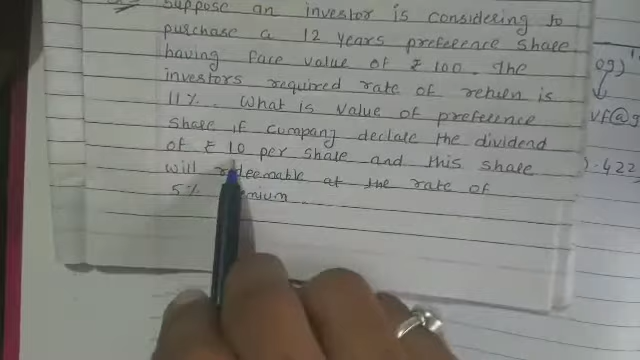 Suppose an investor is considering to
purchase a 12 years preference share
having face value of ₹ 100. The
investors required rate of return is
11%. What is value of preference
share if company declare the dividend
of ₹ 10 per share and this share
will redeemable at the rate of
5%